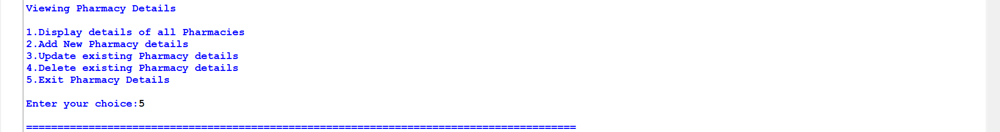 Viewing Pharmacy Details
1.Display details of all Pharmacies
2.Add New Pharmacy details
3.Update existing Pharmacy details
4.Delete existing Pharmacy details
5.Exit Pharmacy Details
Enter your choice:5
========================================================================================